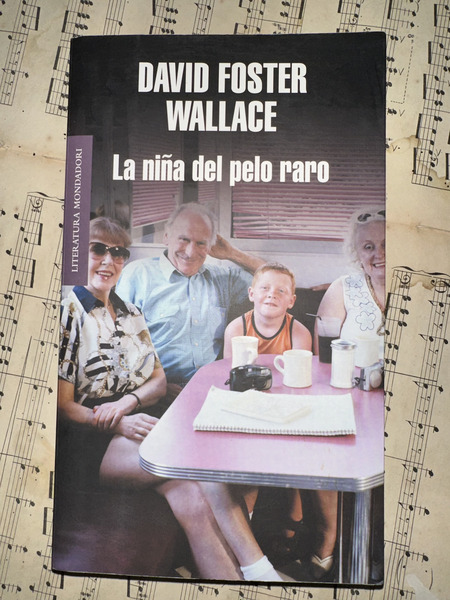 DAVID FOSTER
WALLACE
La niña del pelo raro
LITERATURA MONDADORI